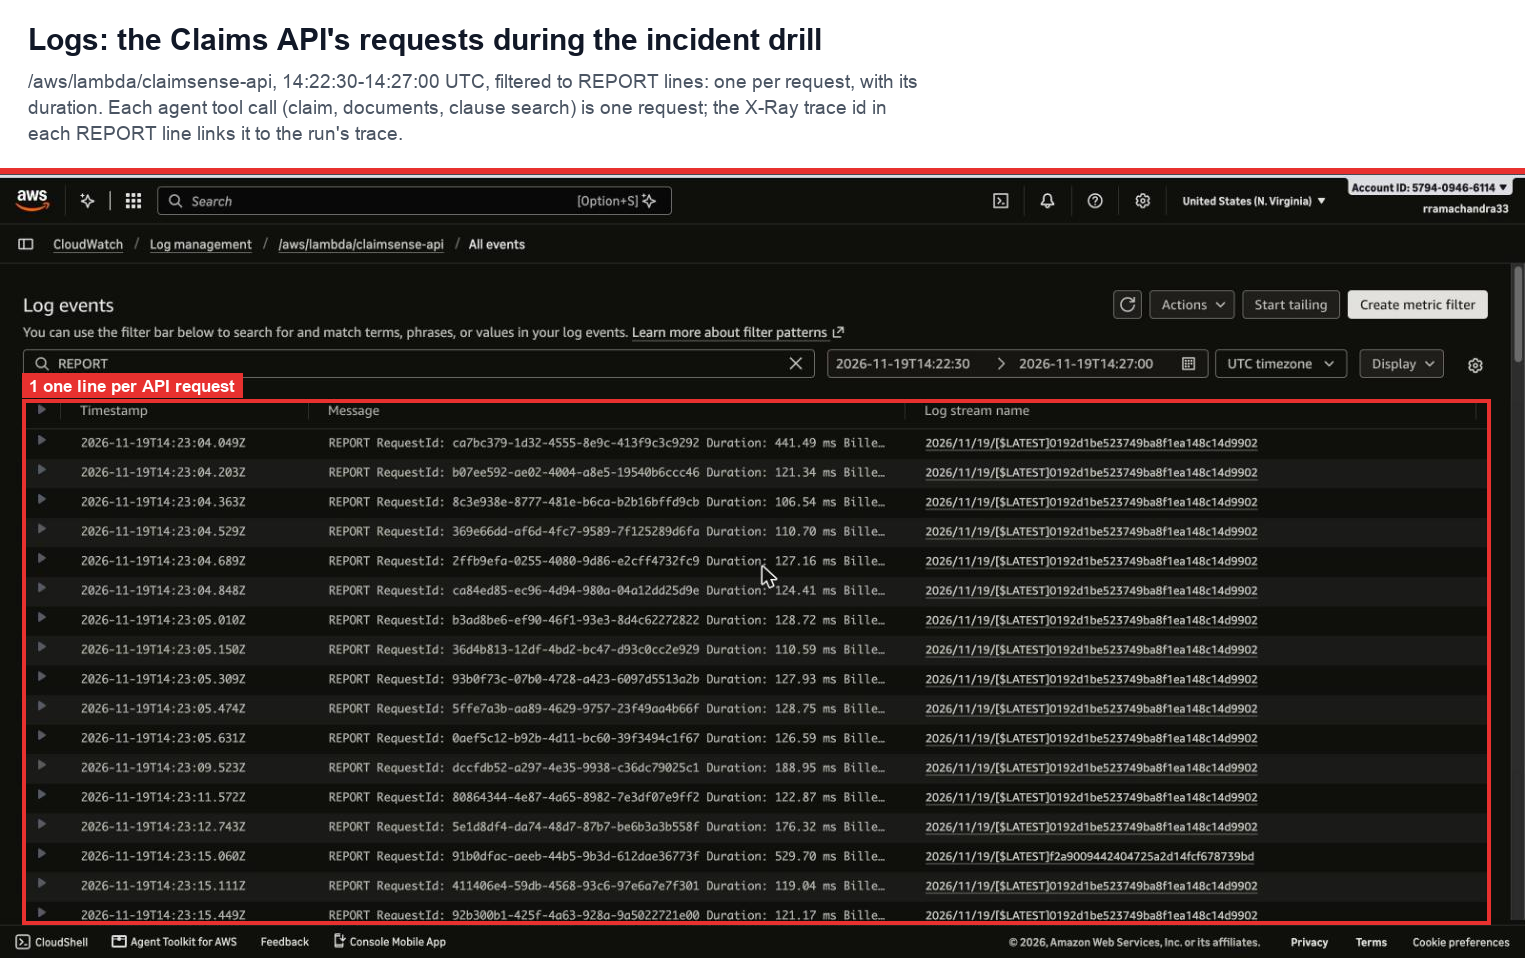 Logs: the Claims API's requests during the incident drill
/aws/lambda/claimsense-api, 14:22:30-14:27:00 UTC, filtered to REPORT lines: one per request, with its
duration. Each agent tool call (claim, documents, clause search) is one request; the X-Ray trace id in
each REPORT line links it to the run's trace.
aws Search [Option+S] United States (N. Virginia) Account ID: 5794-0946-6114
rramachandra33
CloudWatch / Log management / /aws/lambda/claimsense-api / All events
Log events Actions Start tailing Create metric filter
You can use the filter bar below to search for and match terms, phrases, or values in your log events. Learn more about filter patterns
REPORT 2026-11-19T14:22:30 2026-11-19T14:27:00 UTC timezone Display
1 one line per API request
Timestamp Message Log stream name
2026-11-19T14:23:04.049Z REPORT RequestId: ca7bc379-1d32-4555-8e9c-413f9c3c9292 Duration: 441.49 ms Bille… 2026/11/19/[$LATEST]0192d1be523749ba8f1ea148c14d9902
2026-11-19T14:23:04.203Z REPORT RequestId: b07ee592-ae02-4004-a8e5-19540b6ccc46 Duration: 121.34 ms Bille… 2026/11/19/[$LATEST]0192d1be523749ba8f1ea148c14d9902
2026-11-19T14:23:04.363Z REPORT RequestId: 8c3e938e-8777-481e-b6ca-b2b16bffd9cb Duration: 106.54 ms Bille… 2026/11/19/[$LATEST]0192d1be523749ba8f1ea148c14d9902
2026-11-19T14:23:04.529Z REPORT RequestId: 369e66dd-af6d-4fc7-9589-7f125289d6fa Duration: 110.70 ms Bille… 2026/11/19/[$LATEST]0192d1be523749ba8f1ea148c14d9902
2026-11-19T14:23:04.689Z REPORT RequestId: 2ffb9efa-0255-4080-9d86-e2cff4732fc9 Duration: 127.16 ms Bille… 2026/11/19/[$LATEST]0192d1be523749ba8f1ea148c14d9902
2026-11-19T14:23:04.848Z REPORT RequestId: ca84ed85-ec96-4d94-980a-04a12dd25d9e Duration: 124.41 ms Bille… 2026/11/19/[$LATEST]0192d1be523749ba8f1ea148c14d9902
2026-11-19T14:23:05.010Z REPORT RequestId: b3ad8be6-ef90-46f1-93e3-8d4c62272822 Duration: 128.72 ms Bille… 2026/11/19/[$LATEST]0192d1be523749ba8f1ea148c14d9902
2026-11-19T14:23:05.150Z REPORT RequestId: 36d4b813-12df-4bd2-bc47-d93c0cc2e929 Duration: 110.59 ms Bille… 2026/11/19/[$LATEST]0192d1be523749ba8f1ea148c14d9902
2026-11-19T14:23:05.309Z REPORT RequestId: 93b0f73c-07b0-4728-a423-6097d5513a2b Duration: 127.93 ms Bille… 2026/11/19/[$LATEST]0192d1be523749ba8f1ea148c14d9902
2026-11-19T14:23:05.474Z REPORT RequestId: 5ffe7a3b-aa89-4629-9757-23f49aa4b66f Duration: 128.75 ms Bille… 2026/11/19/[$LATEST]0192d1be523749ba8f1ea148c14d9902
2026-11-19T14:23:05.631Z REPORT RequestId: 0aef5c12-b92b-4d11-bc60-39f3494c1f67 Duration: 126.59 ms Bille… 2026/11/19/[$LATEST]0192d1be523749ba8f1ea148c14d9902
2026-11-19T14:23:09.523Z REPORT RequestId: dccfdb52-a297-4e35-9938-c36dc79025c1 Duration: 188.95 ms Bille… 2026/11/19/[$LATEST]0192d1be523749ba8f1ea148c14d9902
2026-11-19T14:23:11.572Z REPORT RequestId: 80864344-4e87-4a65-8982-7e3df07e9ff2 Duration: 122.87 ms Bille… 2026/11/19/[$LATEST]0192d1be523749ba8f1ea148c14d9902
2026-11-19T14:23:12.743Z REPORT RequestId: 5e1d8df4-da74-48d7-87b7-be6b3a3b558f Duration: 176.32 ms Bille… 2026/11/19/[$LATEST]0192d1be523749ba8f1ea148c14d9902
2026-11-19T14:23:15.060Z REPORT RequestId: 91b0dfac-aeeb-44b5-9b3d-612dae36773f Duration: 529.70 ms Bille… 2026/11/19/[$LATEST]f2a9009442404725a2d14fcf678739bd
2026-11-19T14:23:15.111Z REPORT RequestId: 411406e4-59db-4568-93c6-97e6a7e7f301 Duration: 119.04 ms Bille… 2026/11/19/[$LATEST]0192d1be523749ba8f1ea148c14d9902
2026-11-19T14:23:15.449Z REPORT RequestId: 92b300b1-425f-4a63-928a-9a5022721e00 Duration: 121.17 ms Bille… 2026/11/19/[$LATEST]0192d1be523749ba8f1ea148c14d9902
CloudShell Agent Toolkit for AWS Feedback Console Mobile App © 2026, Amazon Web Services, Inc. or its affiliates. Privacy Terms Cookie preferences